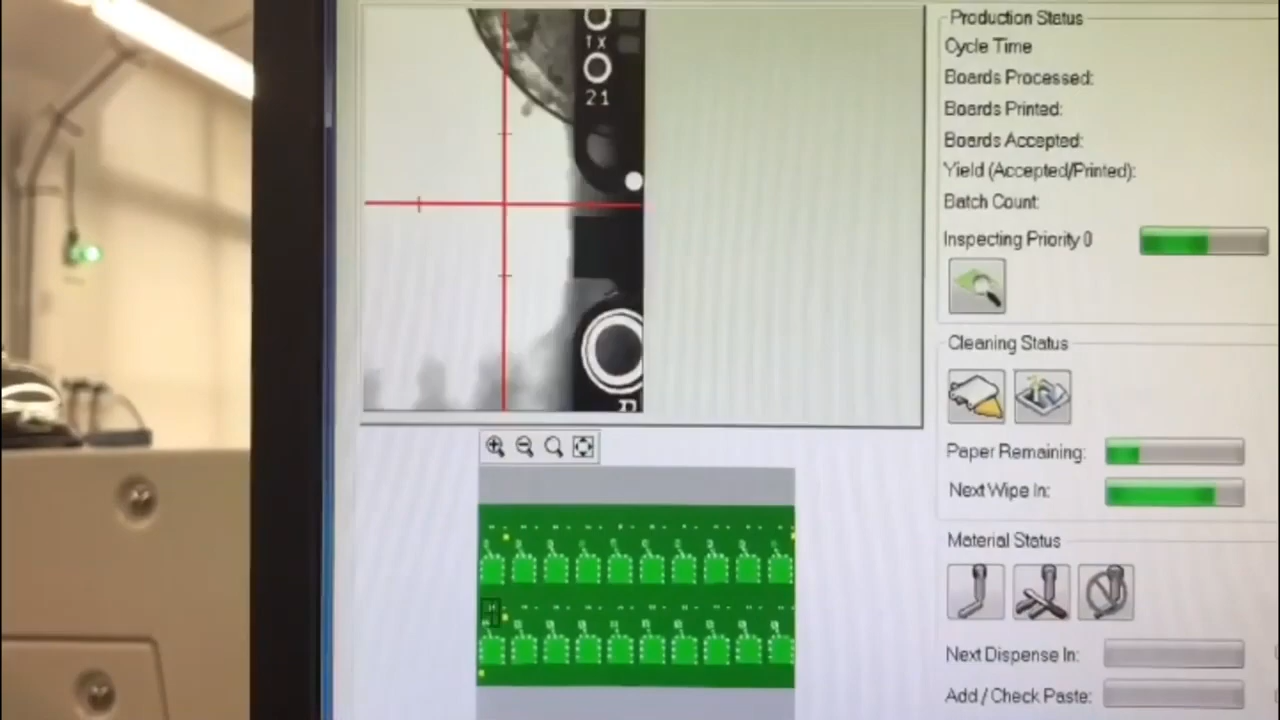 TX
21
Production Status
Cycle Time
Boards Processed:
Boards Printed:
Boards Accepted:
Yield (Accepted/Printed):
Batch Count:
Inspecting Priority 0
Cleaning Status
Paper Remaining:
Next Wipe In:
Material Status
Next Dispense In:
Add / Check Paste: